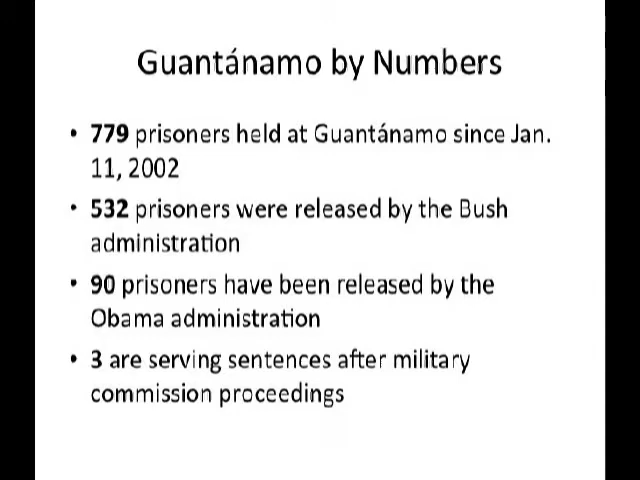 Guantánamo by Numbers
• 779 prisoners held at Guantánamo since Jan.
11, 2002
• 532 prisoners were released by the Bush
administration
• 90 prisoners have been released by the
Obama administration
• 3 are serving sentences after military
commission proceedings